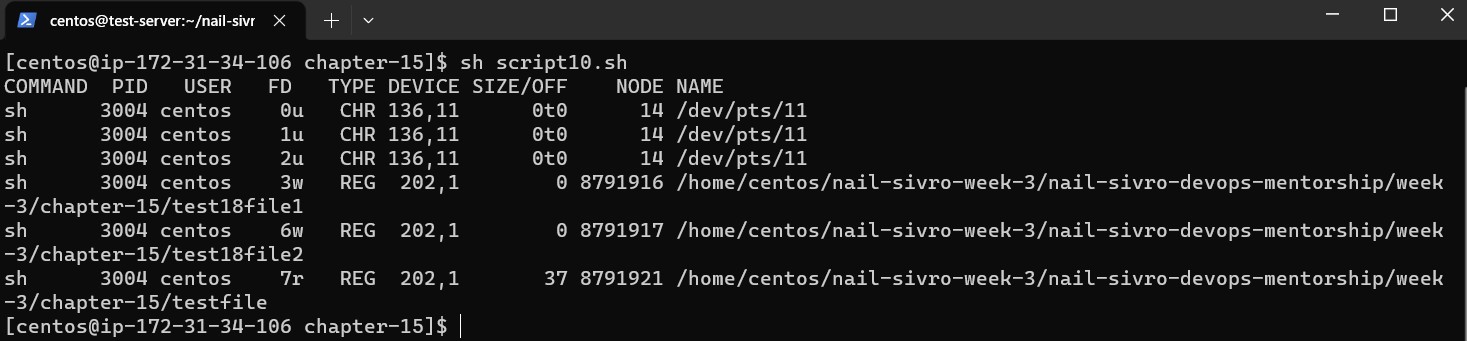 centos@test-server:~/nail-sivr
[centos@ip-172-31-34-106 chapter-15]$ sh script10.sh
COMMAND  PID   USER   FD   TYPE DEVICE SIZE/OFF    NODE NAME
sh      3004 centos    0u   CHR 136,11      0t0      14 /dev/pts/11
sh      3004 centos    1u   CHR 136,11      0t0      14 /dev/pts/11
sh      3004 centos    2u   CHR 136,11      0t0      14 /dev/pts/11
sh      3004 centos    3w   REG  202,1        0 8791916 /home/centos/nail-sivro-week-3/nail-sivro-devops-mentorship/week
-3/chapter-15/test18file1
sh      3004 centos    6w   REG  202,1        0 8791917 /home/centos/nail-sivro-week-3/nail-sivro-devops-mentorship/week
-3/chapter-15/test18file2
sh      3004 centos    7r   REG  202,1       37 8791921 /home/centos/nail-sivro-week-3/nail-sivro-devops-mentorship/week
-3/chapter-15/testfile
[centos@ip-172-31-34-106 chapter-15]$